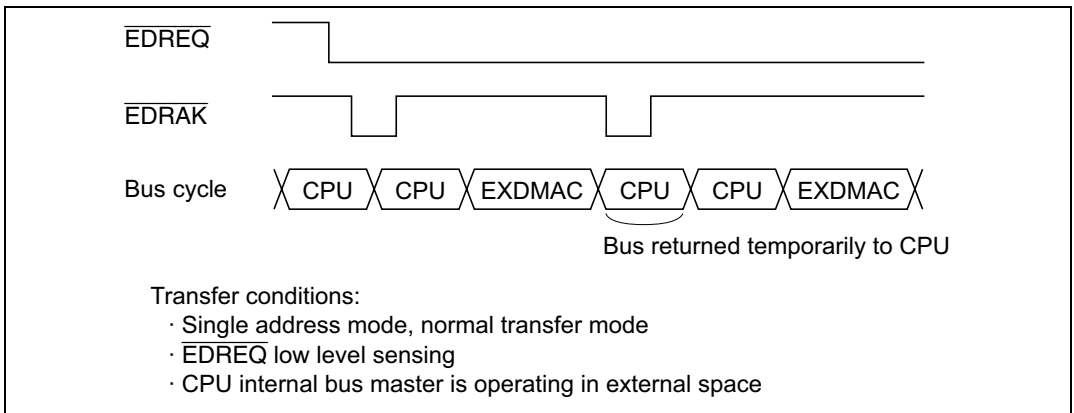 EDREQ
EDRAK
Bus cycle CPU CPU EXDMAC CPU CPU EXDMAC
Bus returned temporarily to CPU
Transfer conditions:
· Single address mode, normal transfer mode
· EDREQ low level sensing
· CPU internal bus master is operating in external space